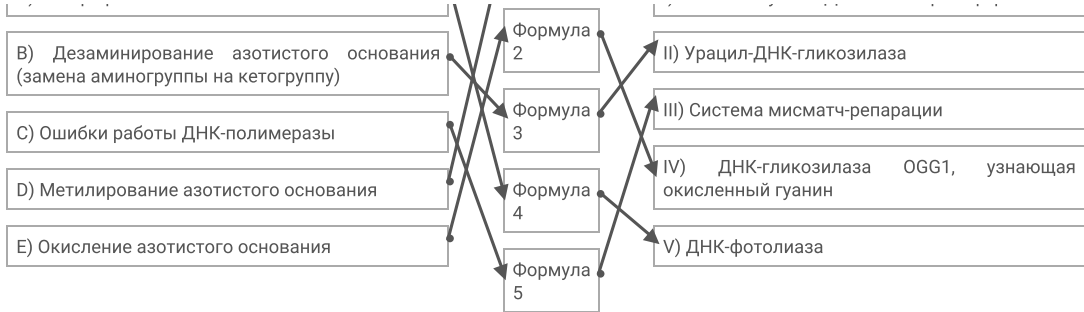 B) Дезаминирование азотистого основания
(замена аминогруппы на кетогруппу)
C) Ошибки работы ДНК-полимеразы
D) Метилирование азотистого основания
E) Окисление азотистого основания
Формула
2
Формула
3
Формула
4
Формула
5
II) Урацил-ДНК-гликозилаза
III) Система мисматч-репарации
IV) ДНК-гликозилаза OGG1, узнающая
окисленный гуанин
V) ДНК-фотолиаза